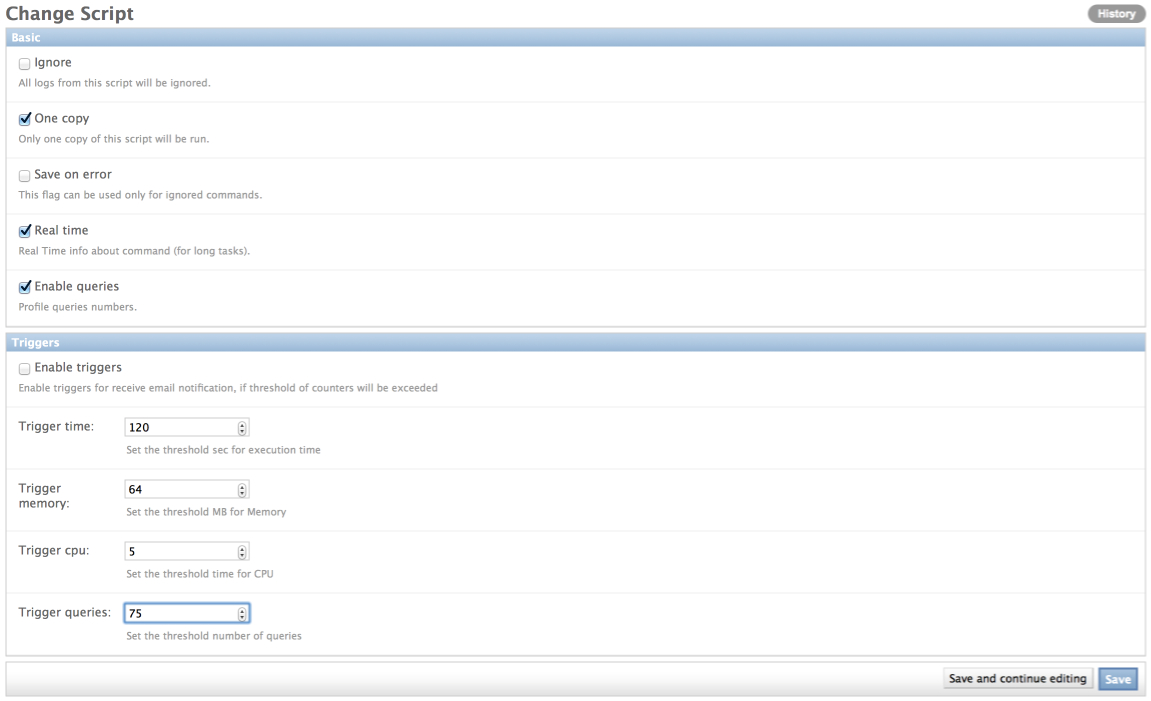 Change Script
History
Basic
Ignore
All logs from this script will be ignored.
One copy
Only one copy of this script will be run.
Save on error
This flag can be used only for ignored commands.
Real time
Real Time info about command (for long tasks).
Enable queries
Profile queries numbers.
Triggers
Enable triggers
Enable triggers for receive email notification, if threshold of counters will be exceeded
Trigger time: 120
Set the threshold sec for execution time
Trigger
memory: 64
Set the threshold MB for Memory
Trigger cpu: 5
Set the threshold time for CPU
Trigger queries: 75
Set the threshold number of queries
Save and continue editing Save